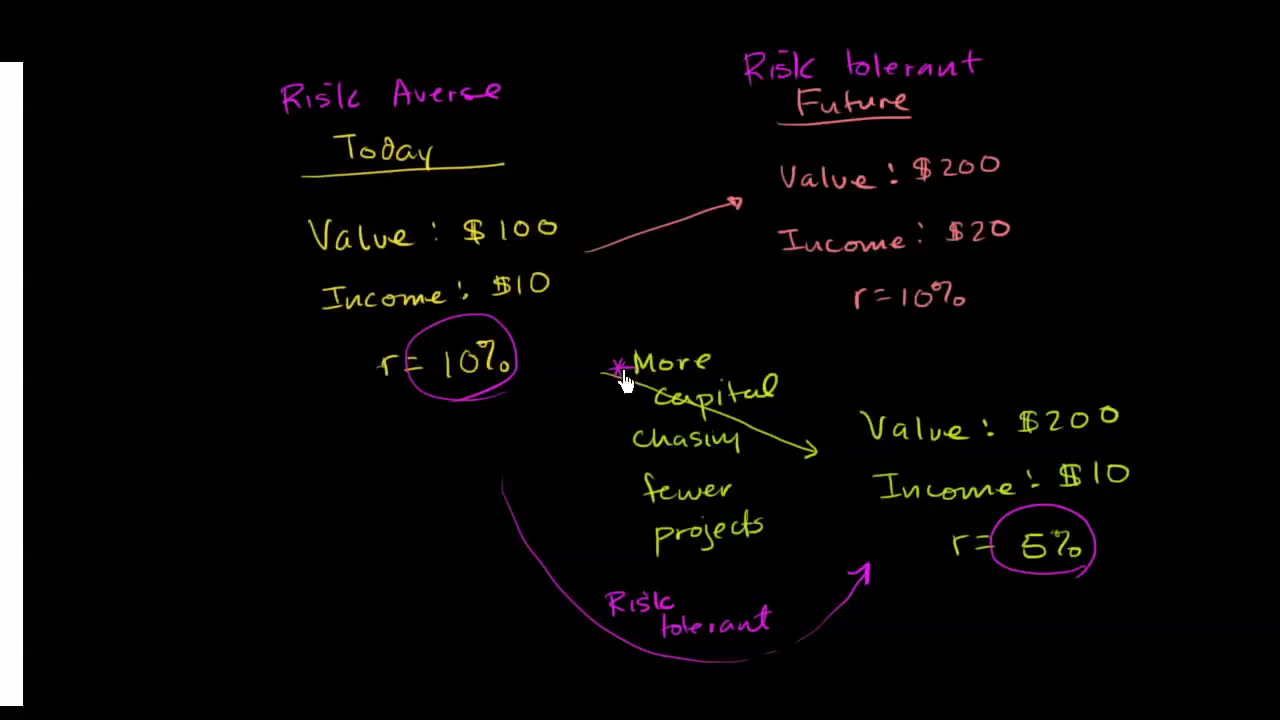 Risk Averse
Today
Value: $100
Income: $10
r = 10%
Risk tolerant
Future
Value: $200
Income: $20
r = 10%
*More
capital
chasing
fewer
projects
Value: $200
Income: $10
r = 5%
Risk
tolerant